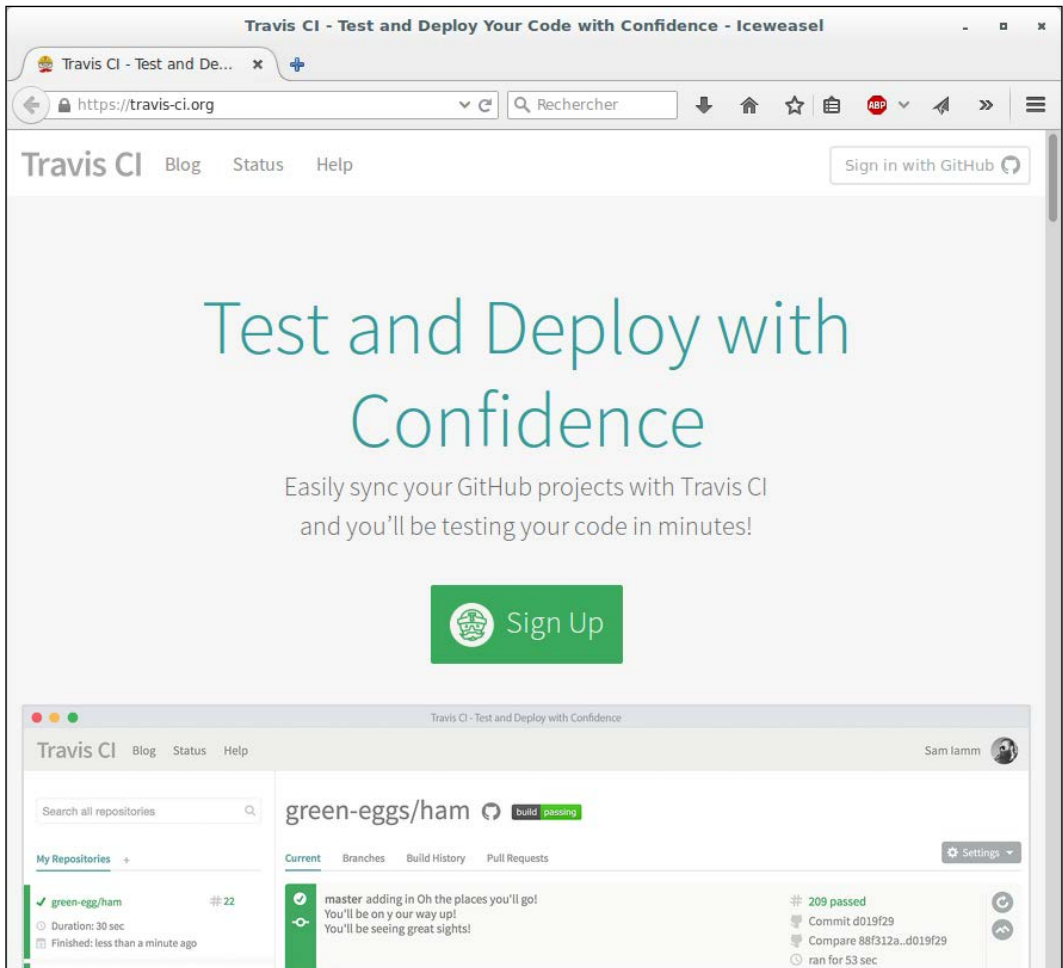 Travis CI - Test and Deploy Your Code with Confidence - Iceweasel
Travis CI - Test and De...
https://travis-ci.org
Rechercher
ABP
Travis CI Blog Status Help
Sign in with GitHub
Test and Deploy with
Confidence
Easily sync your GitHub projects with Travis CI
and you'll be testing your code in minutes!
Sign Up
Travis CI - Test and Deploy with Confidence
Travis CI Blog Status Help
Sam Iamm
Search all repositories
green-eggs/ham build passing
My Repositories +
Current Branches Build History Pull Requests
Settings
green-egg/ham # 22
Duration: 30 sec
Finished: less than a minute ago
master adding in Oh the places you'll go!
You'll be on y our way up!
You'll be seeing great sights!
# 209 passed
Commit d019f29
Compare 88f312a..d019f29
ran for 53 sec